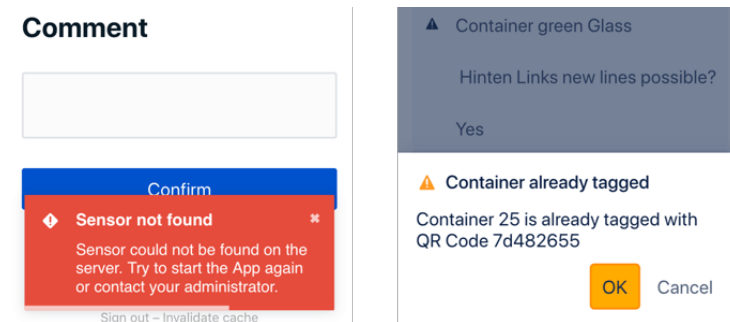 Comment
Confirm
Sensor not found
Sensor could not be found on the
server. Try to start the App again
or contact your administrator.
Sign out – Invalidate cache
Container green Glass
Hinten Links new lines possible?
Yes
Container already tagged
Container 25 is already tagged with
QR Code 7d482655
OK Cancel